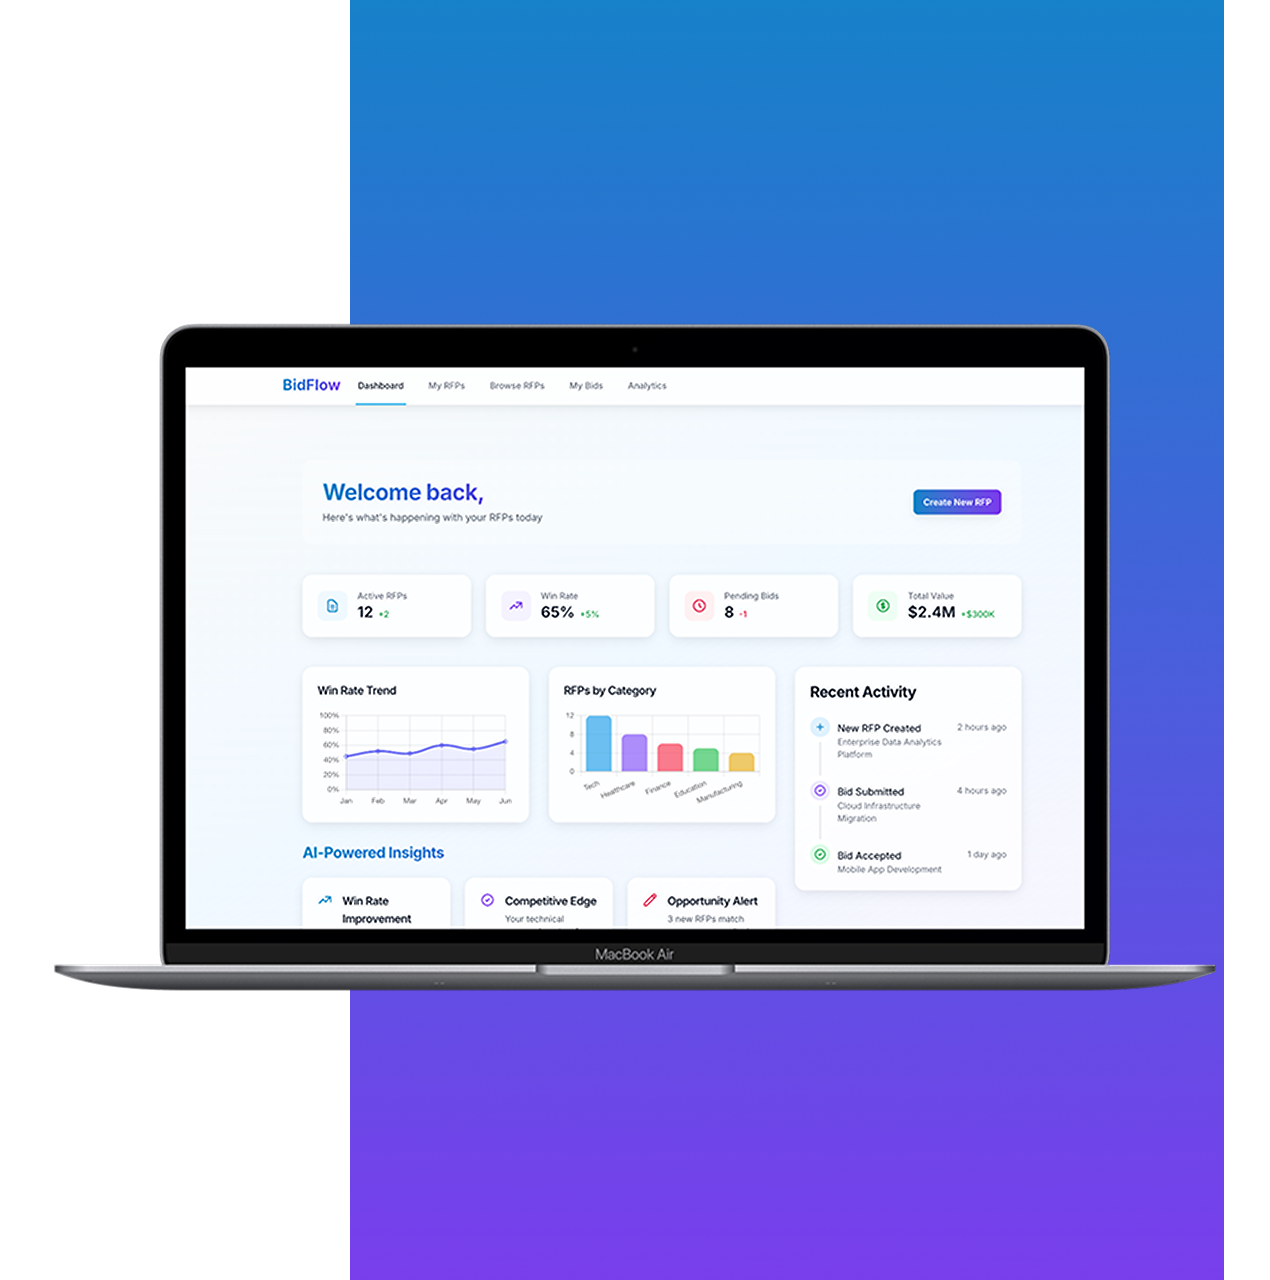 BidFlow Dashboard My RFPs Browse RFPs My Bids Analytics
Welcome back,
Here's what's happening with your RFPs today
Create New RFP
Active RFPs
12 +2
Win Rate
65% +5%
Pending Bids
8 -1
Total Value
$2.4M +$300K
Win Rate Trend
100%
80%
60%
40%
20%
0%
Jan Feb Mar Apr May Jun
RFPs by Category
12
8
4
0
Tech Healthcare Finance Education Manufacturing
Recent Activity
New RFP Created 2 hours ago
Enterprise Data Analytics
Platform
Bid Submitted 4 hours ago
Cloud Infrastructure
Migration
Bid Accepted 1 day ago
Mobile App Development
AI-Powered Insights
Win Rate
Improvement
Competitive Edge
Your technical
Opportunity Alert
3 new RFPs match
MacBook Air